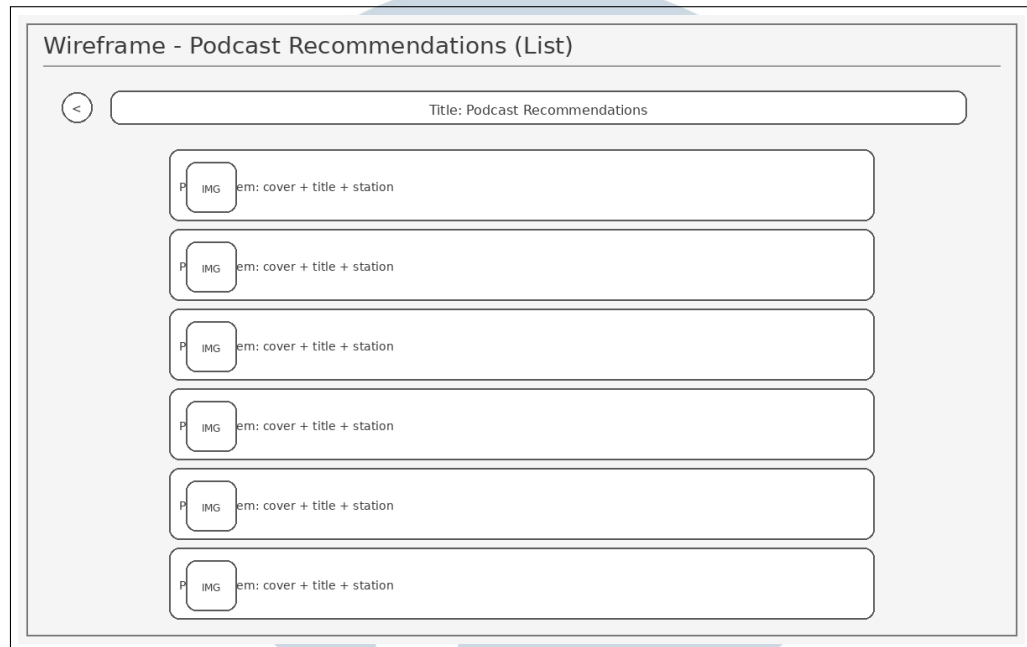 Wireframe - Podcast Recommendations (List)
<
Title: Podcast Recommendations
IMG
em: cover + title + station
IMG
em: cover + title + station
IMG
em: cover + title + station
IMG
em: cover + title + station
IMG
em: cover + title + station
IMG
em: cover + title + station